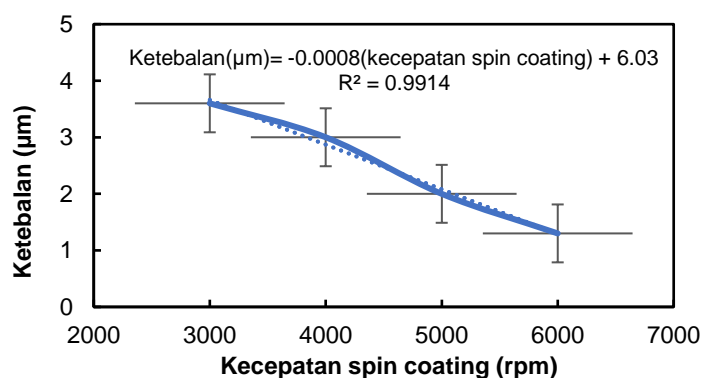 Ketebalan(µm)= -0.0008(kecepatan spin coating) + 6.03
R² = 0.9914
Ketebalan (µm)
5
4
3
2
1
0
2000 3000 4000 5000 6000 7000
Kecepatan spin coating (rpm)